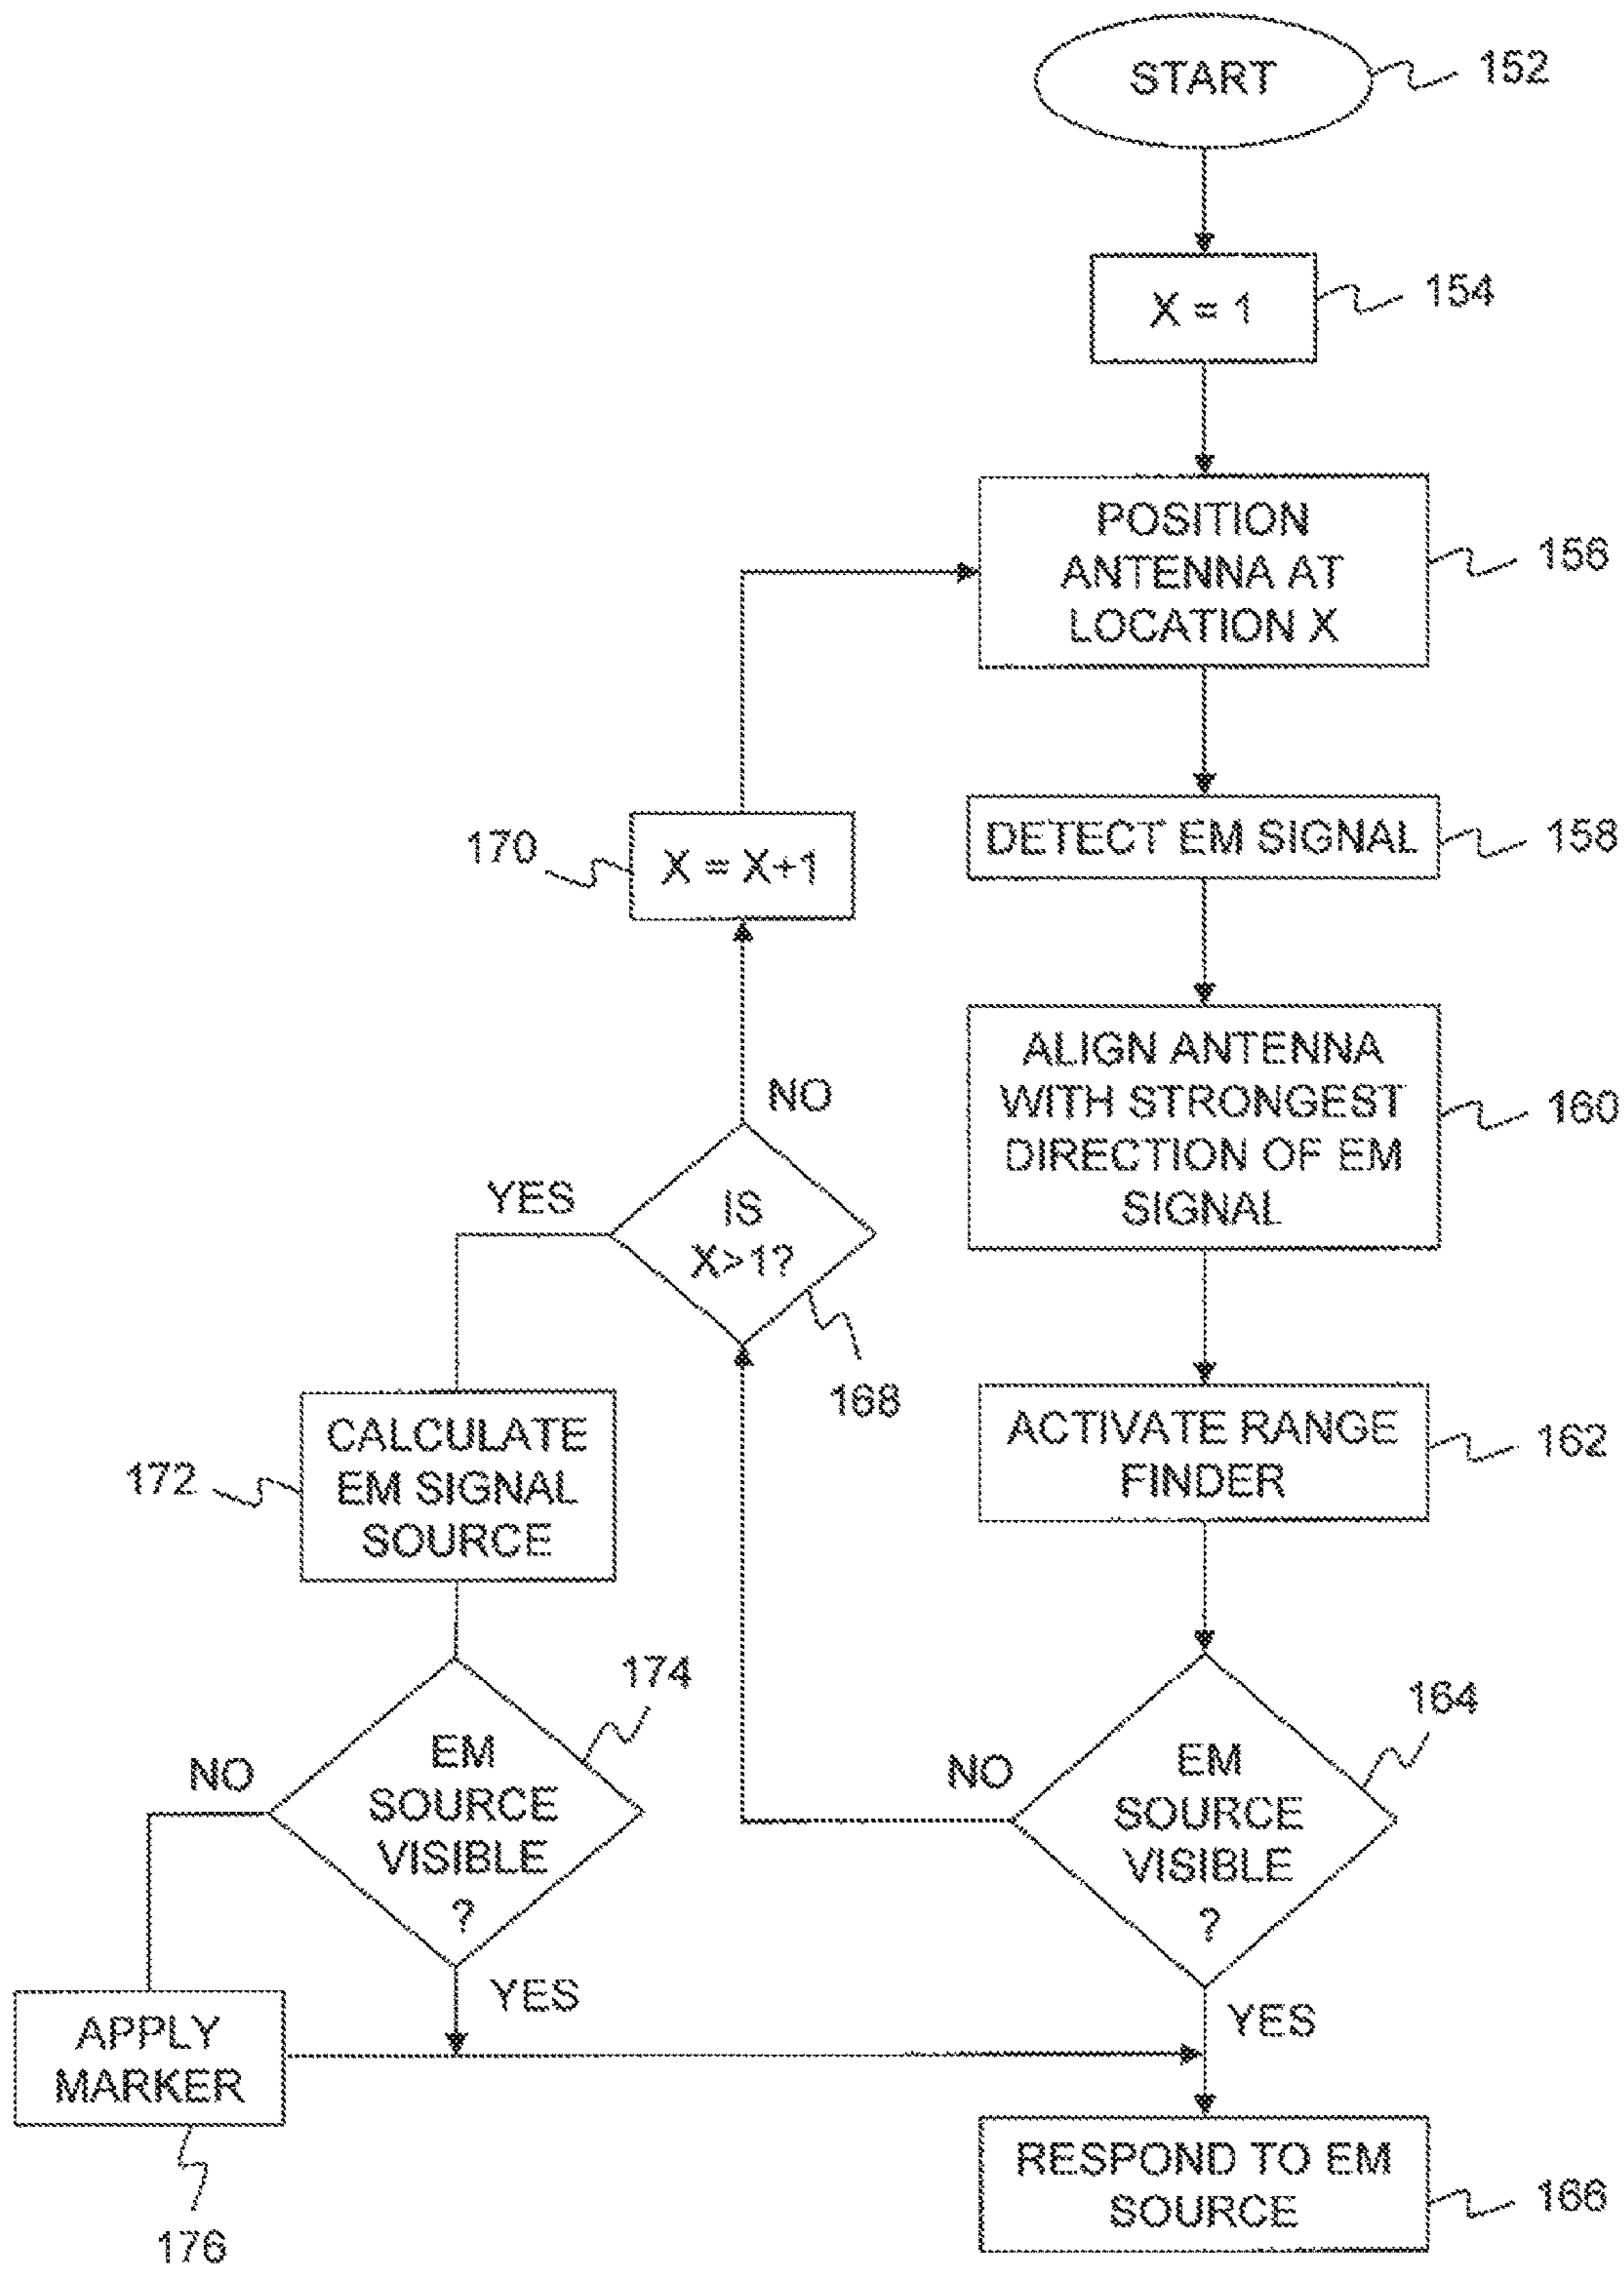 START
152
X = 1
154
POSITION
ANTENNA AT
LOCATION X
156
DETECT EM SIGNAL
158
170
X = X+1
ALIGN ANTENNA
WITH STRONGEST
DIRECTION OF EM
SIGNAL
160
NO
YES
IS
X>1?
168
ACTIVATE RANGE
FINDER
162
CALCULATE
EM SIGNAL
SOURCE
172
174
EM
SOURCE
VISIBLE
?
NO
YES
164
EM
SOURCE
VISIBLE
?
NO
YES
APPLY
MARKER
176
RESPOND TO EM
SOURCE
166